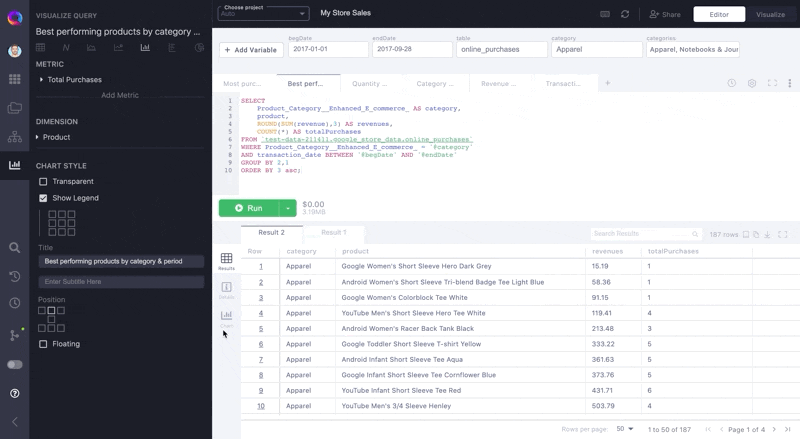 VISUALIZE QUERY
Best performing products by category ...
METRIC
Total Purchases
Add Metric
DIMENSION
Product
CHART STYLE
Transparent
Show Legend
Title
Best performing products by category & period
Enter Subtitle Here
Position
Floating
Choose project
Auto
My Store Sales
Share
Editor
Visualize
+ Add Variable
begDate
2017-01-01
endDate
2017-09-28
table
online_purchases
category
Apparel
categories
Apparel, Notebooks & Jour
Most purc...
Best perf...
Quantity ...
Category ...
Revenue ...
Transacti...
+
1 SELECT
2 Product_Category__Enhanced_E_commerce_ AS category,
3 product,
4 ROUND(SUM(revenue),3) AS revenues,
5 COUNT(*) AS totalPurchases
6 FROM `test-data-211411.google_store_data.online_purchases`
7 WHERE Product_Category__Enhanced_E_commerce_ = '#category'
8 AND transaction_date BETWEEN '#begDate' AND '#endDate'
9 GROUP BY 2,1
10 ORDER BY 3 asc;
Run
$0.00
3.19MB
Result 2
Result 1
Search Results
187 rows
Results
Details
Chart
Row category product revenues totalPurchases
1 Apparel Google Women's Short Sleeve Hero Dark Grey 15.19 1
2 Apparel Android Women's Short Sleeve Tri-blend Badge Tee Light Blue 58.36 1
3 Apparel Google Women's Colorblock Tee White 91.15 1
4 Apparel YouTube Men's Short Sleeve Hero Tee White 119.41 4
5 Apparel Android Women's Racer Back Tank Black 213.48 3
6 Apparel Google Toddler Short Sleeve T-shirt Yellow 333.22 5
7 Apparel Android Infant Short Sleeve Tee Aqua 361.63 5
8 Apparel Google Infant Short Sleeve Tee Cornflower Blue 373.76 5
9 Apparel YouTube Infant Short Sleeve Tee Red 431.71 6
10 Apparel YouTube Men's 3/4 Sleeve Henley 503.79 4
Rows per page: 50
1 to 50 of 187
Page 1 of 4